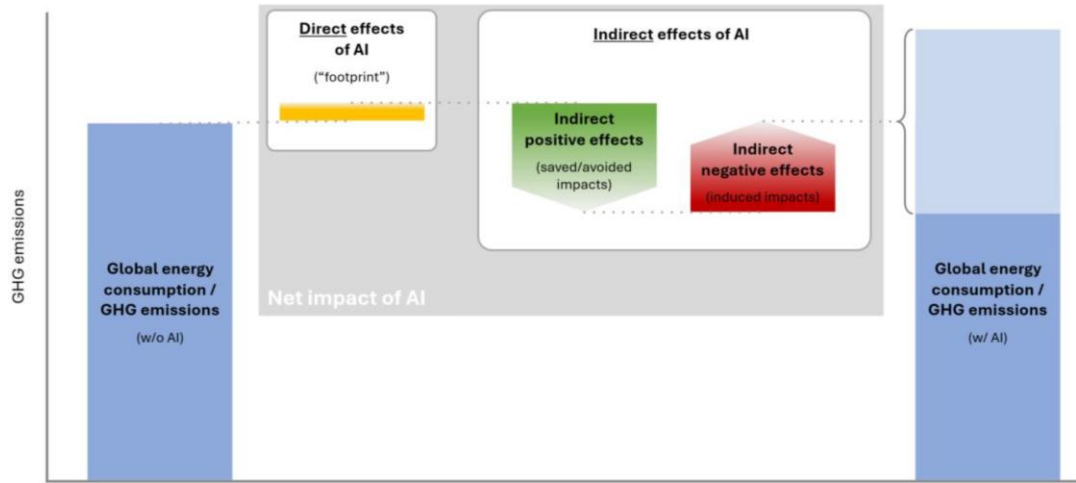 GHG emissions
Global energy
consumption /
GHG emissions
(w/o AI)
Net impact of AI
Direct effects
of AI
("footprint")
Indirect effects of AI
Indirect
positive effects
(saved/avoided
impacts)
Indirect
negative effects
(induced impacts)
Global energy
consumption /
GHG emissions
(w/ AI)